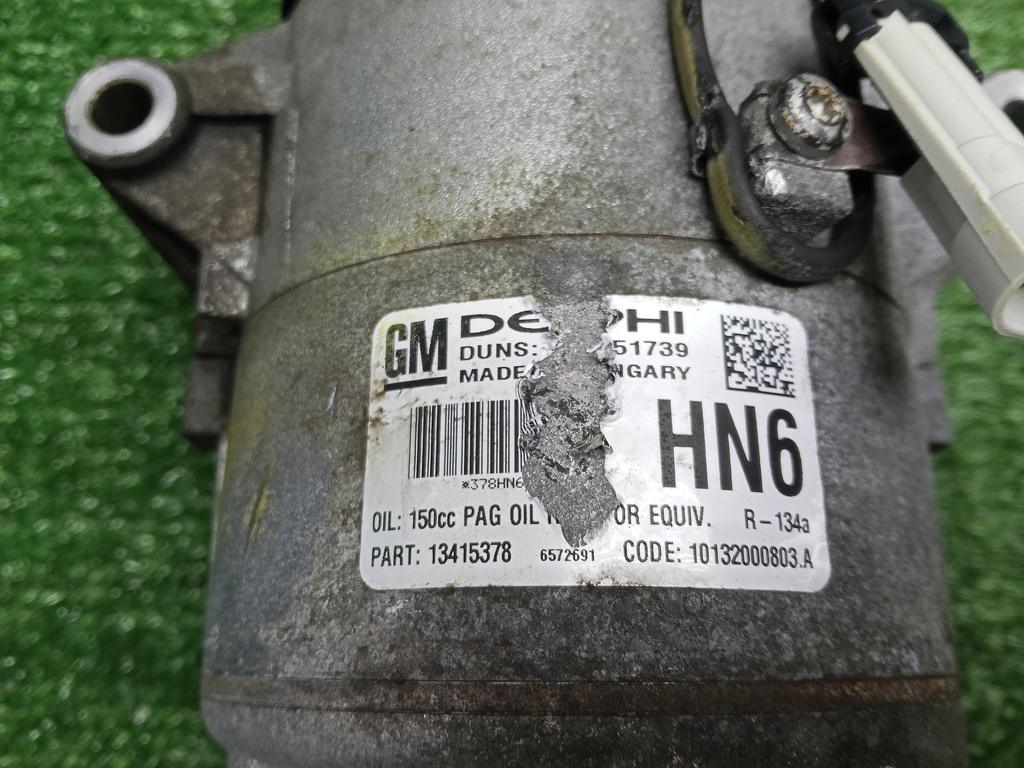 GM DE PHI
DUNS: 51739
MADE NGARY
HN6
*378HN6
OIL: 150cc PAG OIL OR EQUIV. R-134a
PART: 13415378 6572691 CODE: 10132000803.A